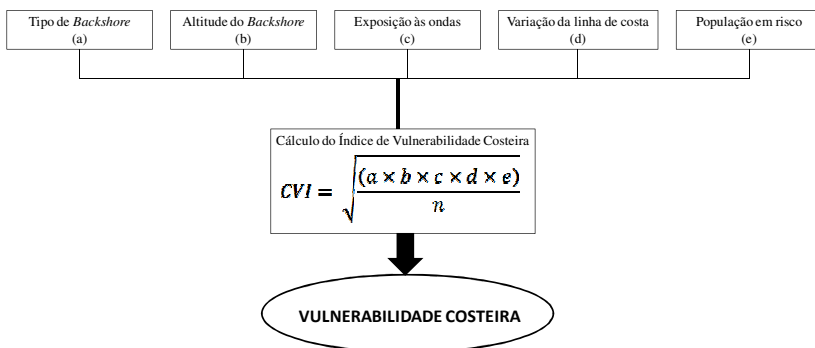 Tipo de Backshore
(a)
Altitude do Backshore
(b)
Exposição às ondas
(c)
Variação da linha de costa
(d)
População em risco
(e)
Cálculo do Índice de Vulnerabilidade Costeira
CVI = √((a × b × c × d × e) / n)
VULNERABILIDADE COSTEIRA